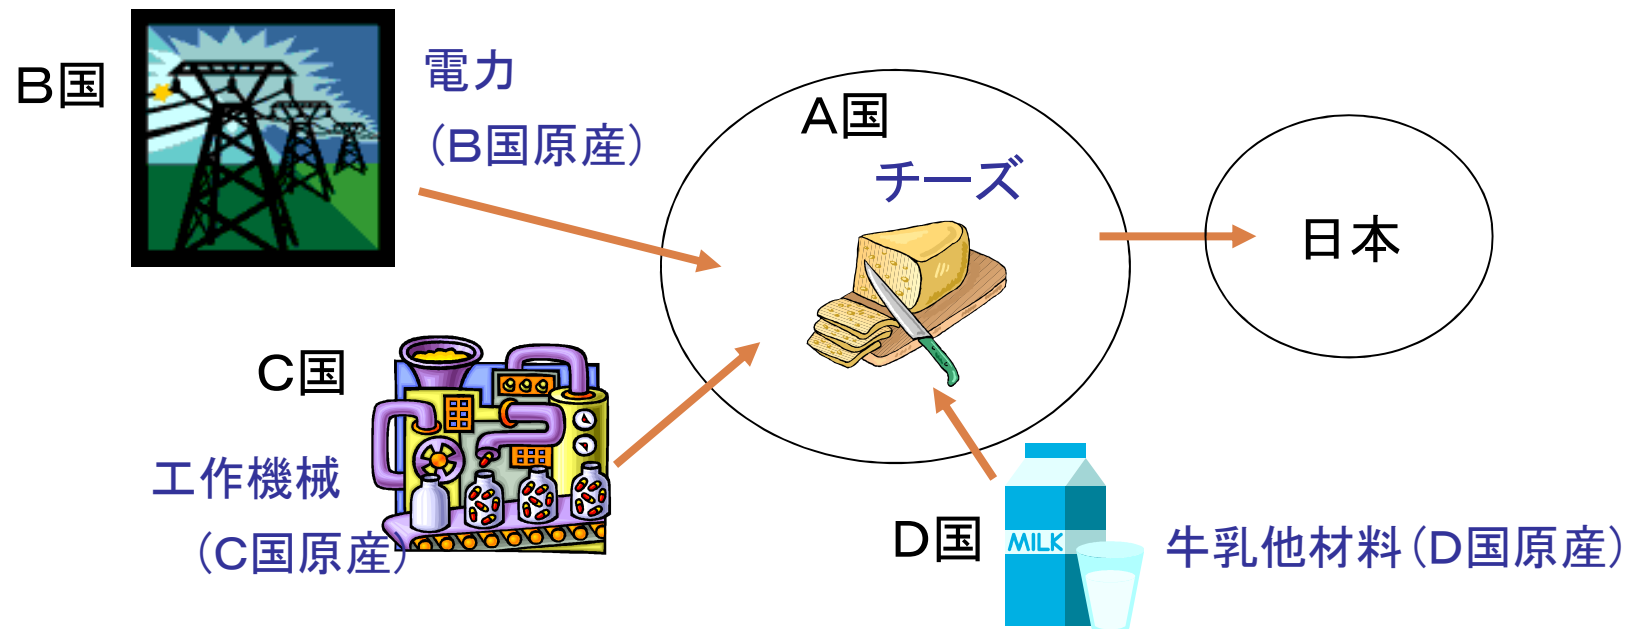 B国
電力
(B国原産)
A国
チーズ
日本
C国
工作機械
(C国原産)
D国
MILK
牛乳他材料(D国原産)